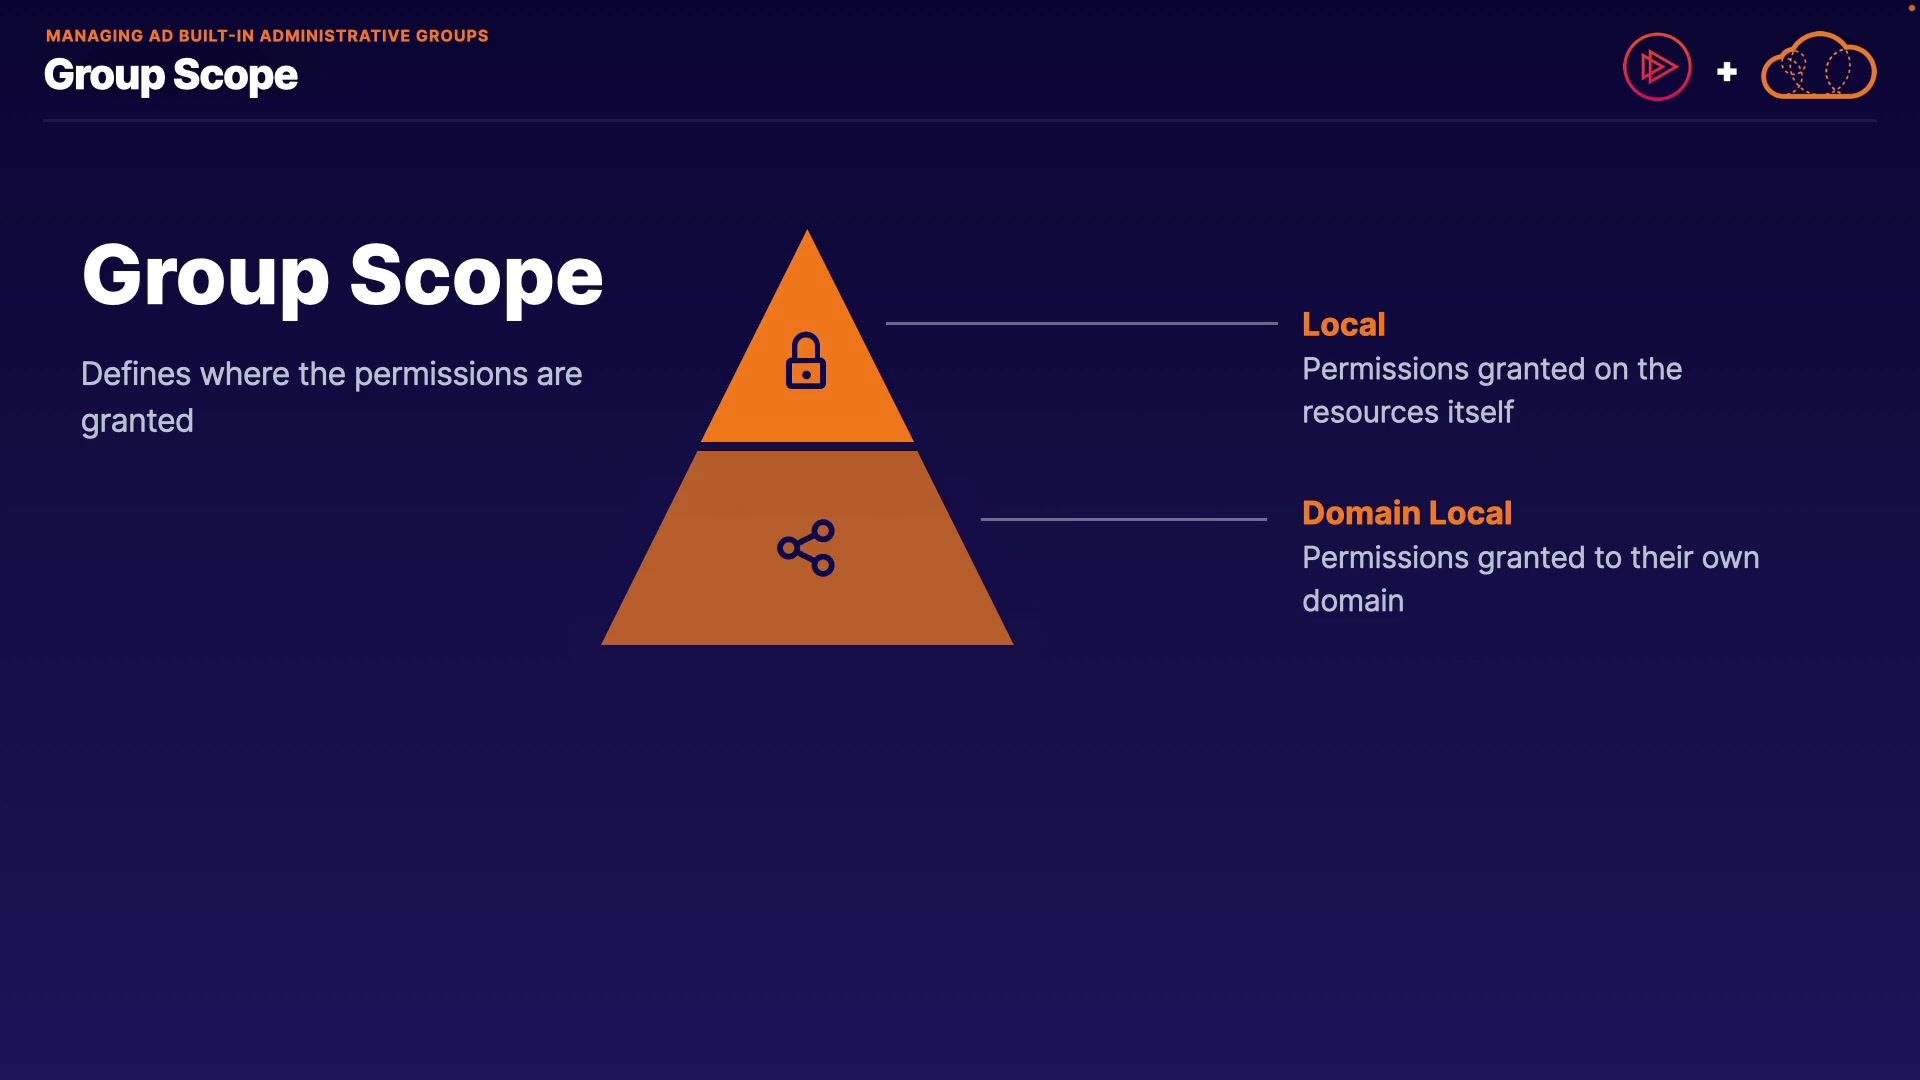 MANAGING AD BUILT-IN ADMINISTRATIVE GROUPS
Group Scope
Group Scope
Defines where the permissions are
granted
Local
Permissions granted on the
resources itself
Domain Local
Permissions granted to their own
domain